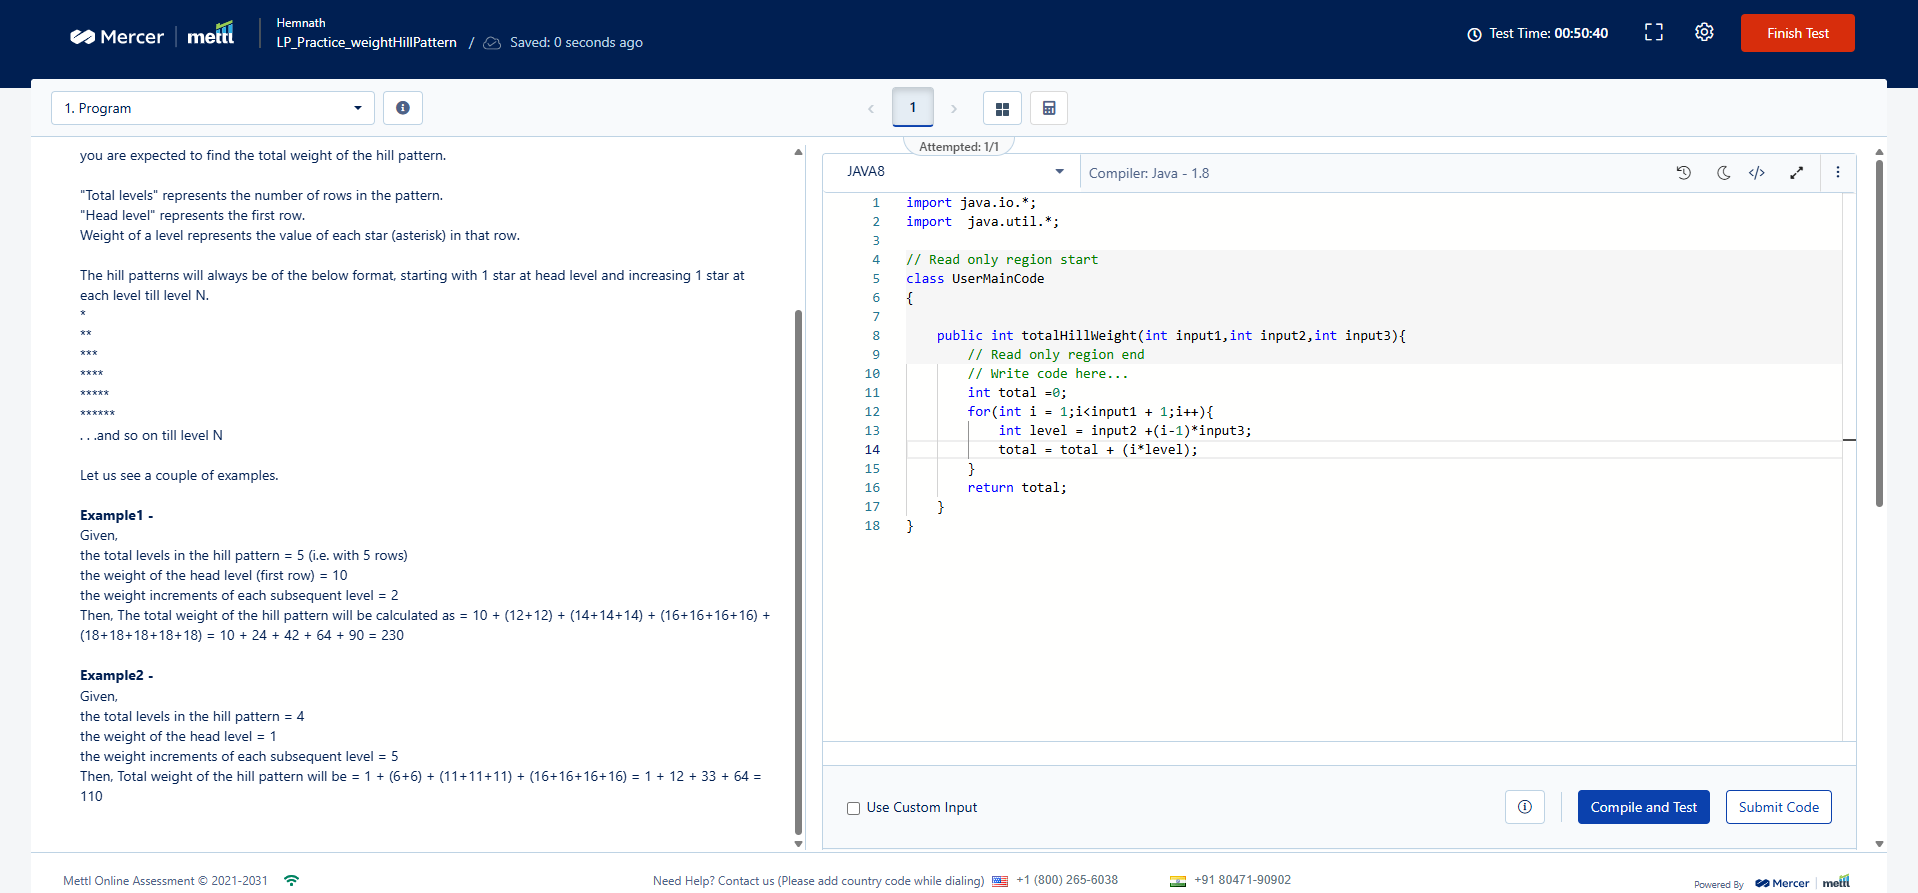 Mercer
mettl
Hemnath
LP_Practice_weightHillPattern / Saved: 0 seconds ago
Test Time: 00:50:40
Finish Test
1. Program
1
Attempted: 1/1
you are expected to find the total weight of the hill pattern.
"Total levels" represents the number of rows in the pattern.
"Head level" represents the first row.
Weight of a level represents the value of each star (asterisk) in that row.
The hill patterns will always be of the below format, starting with 1 star at head level and increasing 1 star at
each level till level N.
*
**
***
****
*****
******
. . .and so on till level N
Let us see a couple of examples.
Example1 -
Given,
the total levels in the hill pattern = 5 (i.e. with 5 rows)
the weight of the head level (first row) = 10
the weight increments of each subsequent level = 2
Then, The total weight of the hill pattern will be calculated as = 10 + (12+12) + (14+14+14) + (16+16+16+16) +
(18+18+18+18+18) = 10 + 24 + 42 + 64 + 90 = 230
Example2 -
Given,
the total levels in the hill pattern = 4
the weight of the head level = 1
the weight increments of each subsequent level = 5
Then, Total weight of the hill pattern will be = 1 + (6+6) + (11+11+11) + (16+16+16+16) = 1 + 12 + 33 + 64 =
110
JAVA8
Compiler: Java - 1.8
1 import java.io.*;
2 import  java.util.*;
3
4 // Read only region start
5 class UserMainCode
6 {
7
8     public int totalHillWeight(int input1,int input2,int input3){
9         // Read only region end
10         // Write code here...
11         int total =0;
12         for(int i = 1;i<input1 + 1;i++){
13             int level = input2 +(i-1)*input3;
14             total = total + (i*level);
15         }
16         return total;
17     }
18 }
Use Custom Input
Compile and Test
Submit Code
Mettl Online Assessment © 2021-2031
Need Help? Contact us (Please add country code while dialing) +1 (800) 265-6038 +91 80471-90902
Powered By Mercer mettl